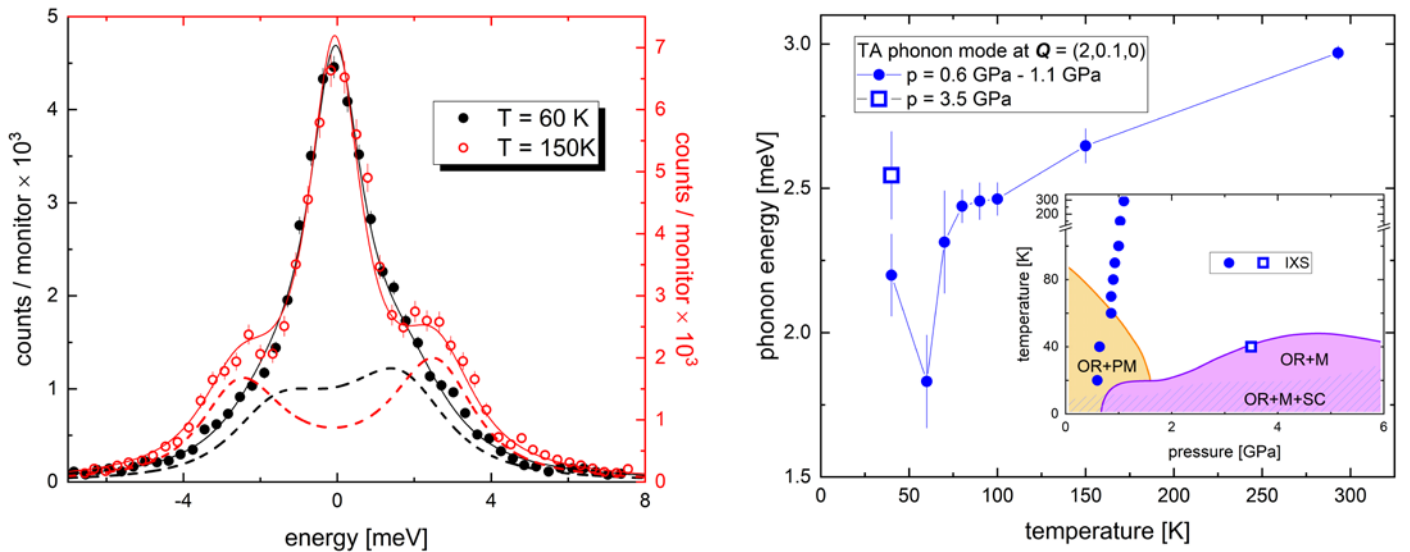 5
4
3
2
1
0
counts / monitor × 10³
-4
0
4
8
energy [meV]
7
6
5
4
3
2
1
0
counts / monitor × 10³
T = 60 K
T = 150K
3.0
2.5
2.0
1.5
phonon energy [meV]
0
50
100
150
200
250
300
temperature [K]
TA phonon mode at Q = (2,0.1,0)
p = 0.6 GPa - 1.1 GPa
p = 3.5 GPa
300
200
80
40
0
temperature [K]
IXS
OR+PM
OR+M
OR+M+SC
0
2
4
6
pressure [GPa]